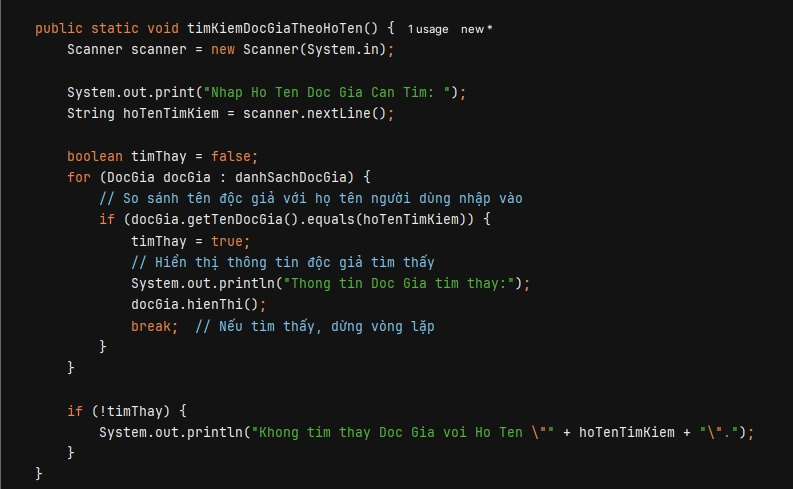 public static void timKiemDocGiaTheoHoTen() { 1 usage new *
    Scanner scanner = new Scanner(System.in);
    System.out.print("Nhap Ho Ten Doc Gia Can Tim: ");
    String hoTenTimKiem = scanner.nextLine();
    boolean timThay = false;
    for (DocGia docGia : danhSachDocGia) {
        // So sánh tên độc giả với họ tên người dùng nhập vào
        if (docGia.getTenDocGia().equals(hoTenTimKiem)) {
            timThay = true;
            // Hiển thị thông tin độc giả tìm thấy
            System.out.println("Thong tin Doc Gia tim thay:");
            docGia.hienThi();
            break;  // Nếu tìm thấy, dừng vòng lặp
        }
    }
    if (!timThay) {
        System.out.println("Khong tim thay Doc Gia voi Ho Ten \"" + hoTenTimKiem + "\".");
    }
}